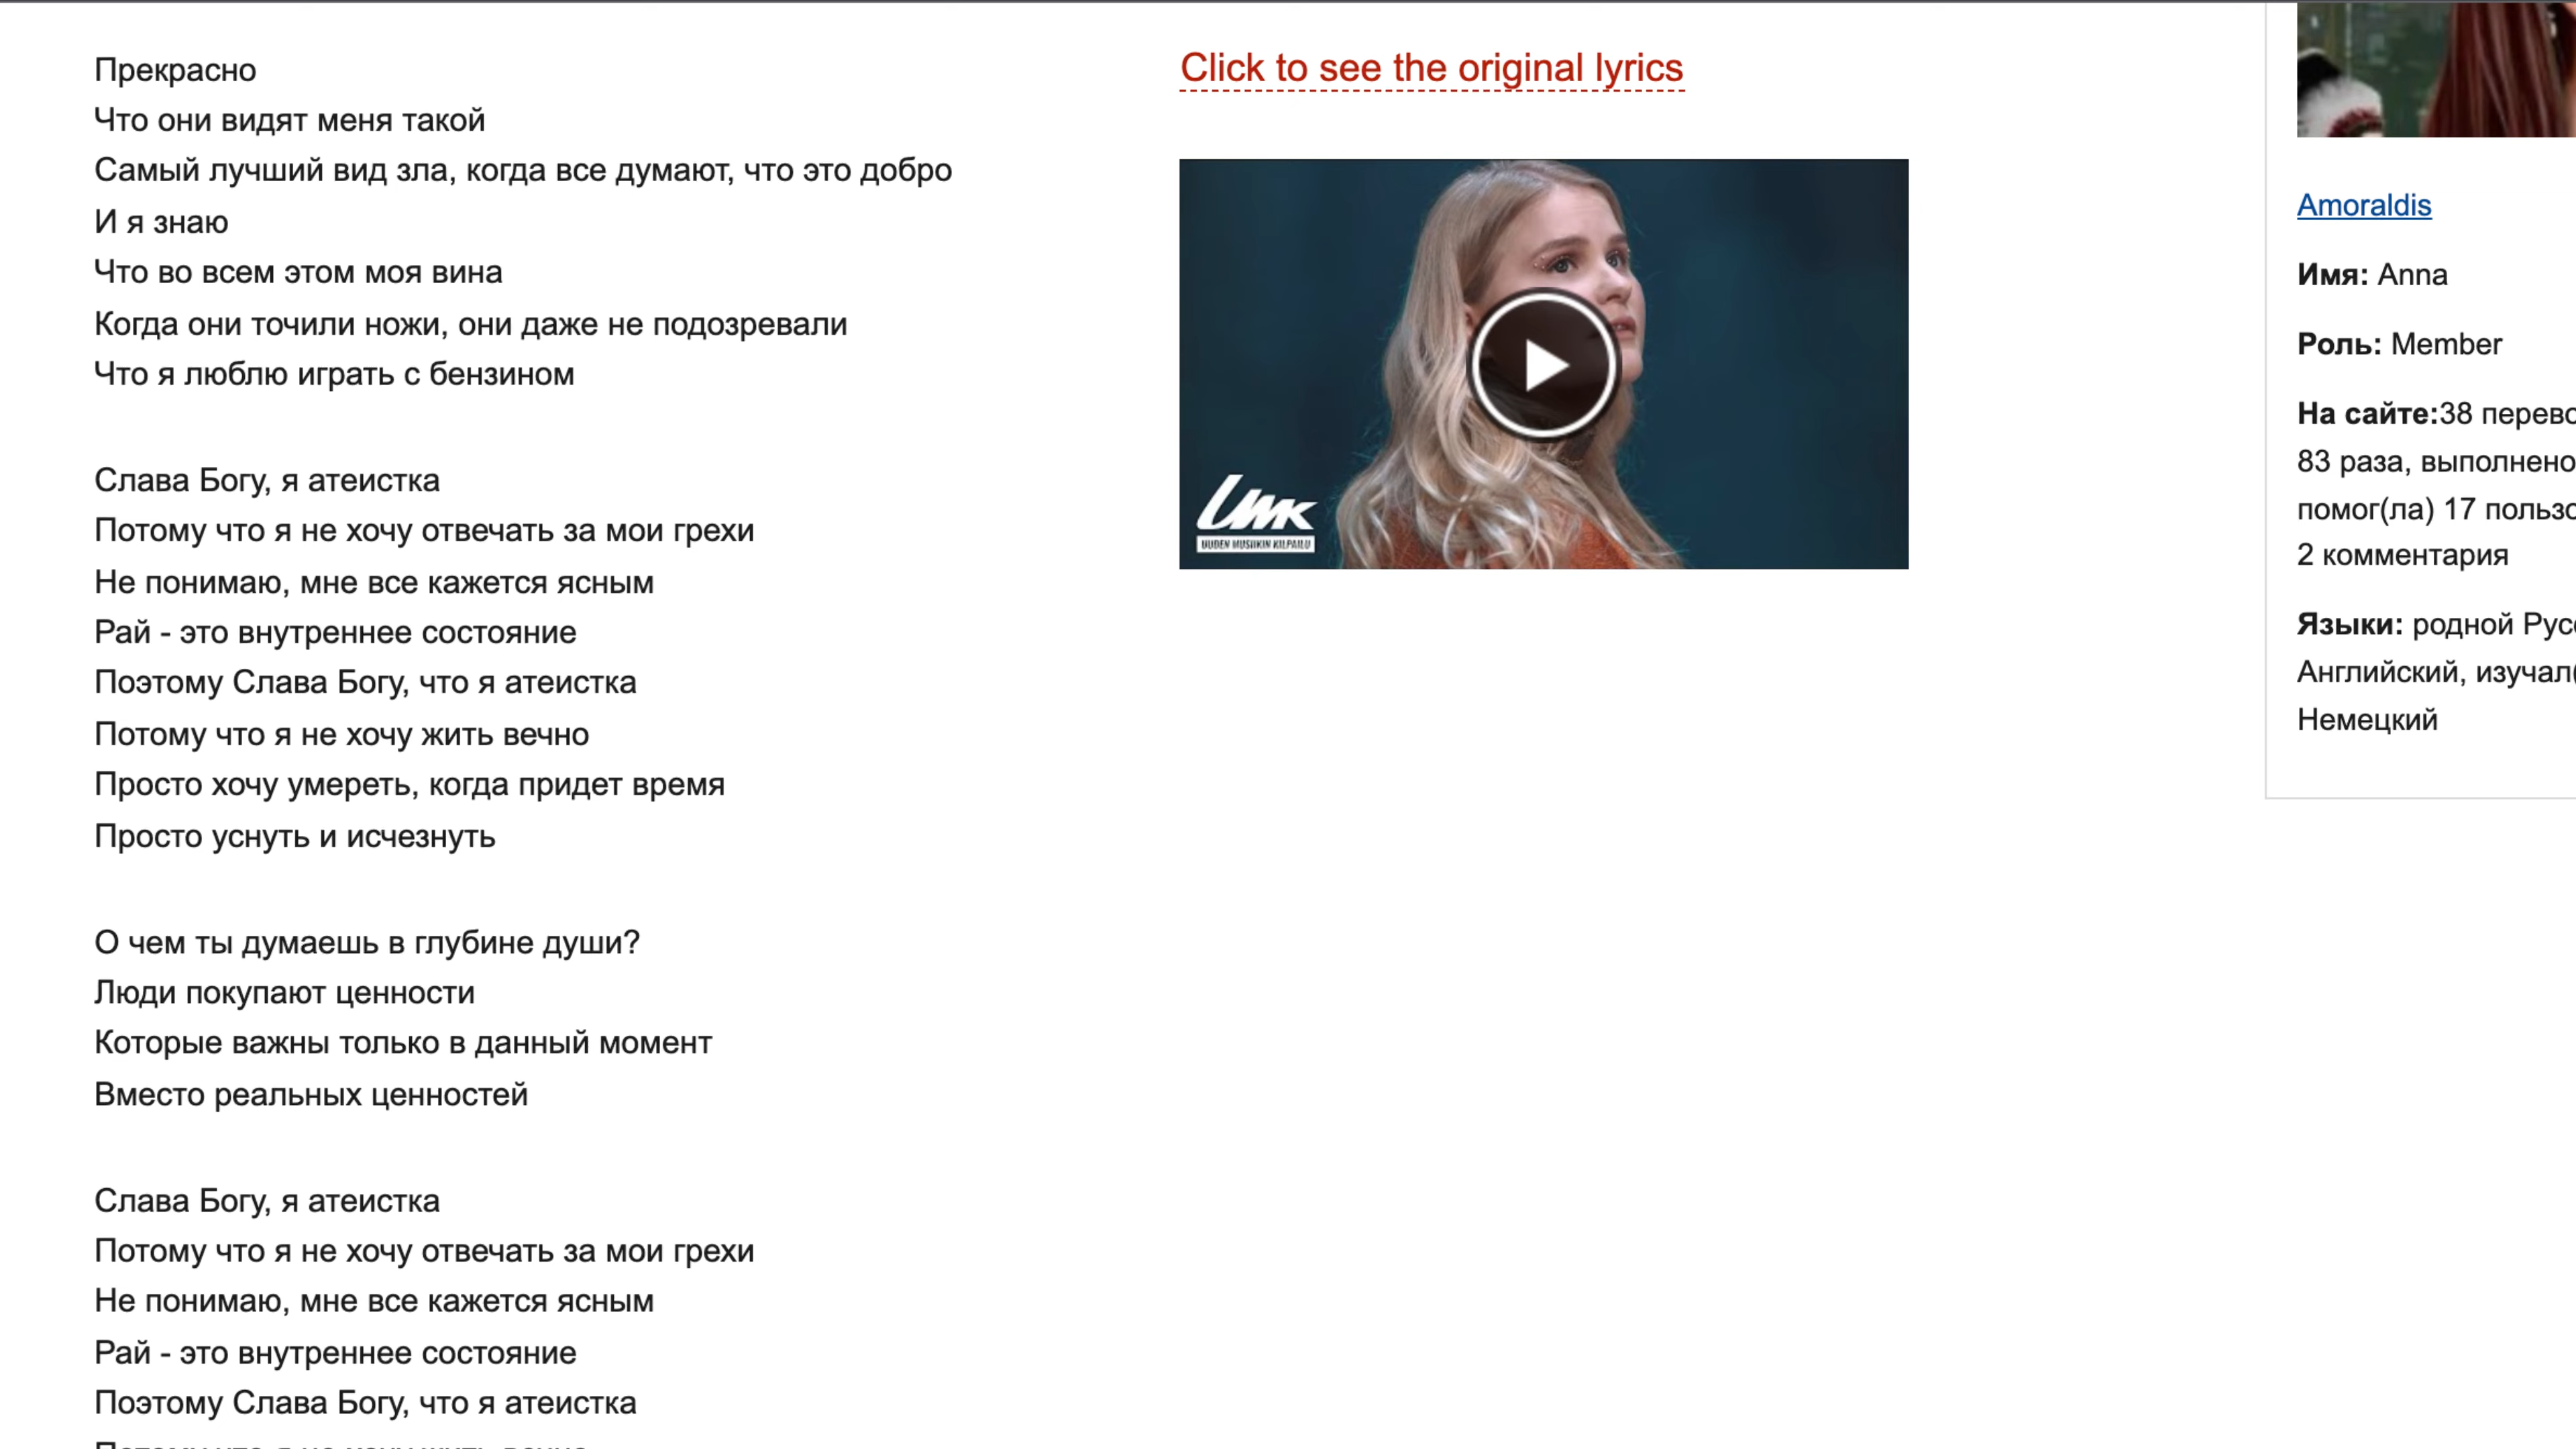 Прекрасно
Что они видят меня такой
Самый лучший вид зла, когда все думают, что это добро
И я знаю
Что во всем этом моя вина
Когда они точили ножи, они даже не подозревали
Что я люблю играть с бензином
Слава Богу, я атеистка
Потому что я не хочу отвечать за мои грехи
Не понимаю, мне все кажется ясным
Рай - это внутреннее состояние
Поэтому Слава Богу, что я атеистка
Потому что я не хочу жить вечно
Просто хочу умереть, когда придет время
Просто уснуть и исчезнуть
О чем ты думаешь в глубине души?
Люди покупают ценности
Которые важны только в данный момент
Вместо реальных ценностей
Слава Богу, я атеистка
Потому что я не хочу отвечать за мои грехи
Не понимаю, мне все кажется ясным
Рай - это внутреннее состояние
Поэтому Слава Богу, что я атеистка
Click to see the original lyrics
UMK
UUDEN MUSIIKIN KILPAILU
Amoraldis
Имя: Anna
Роль: Member
На сайте:38 перево
83 раза, выполнено
помог(ла) 17 пользо
2 комментария
Языки: родной Рус
Английский, изучал(
Немецкий